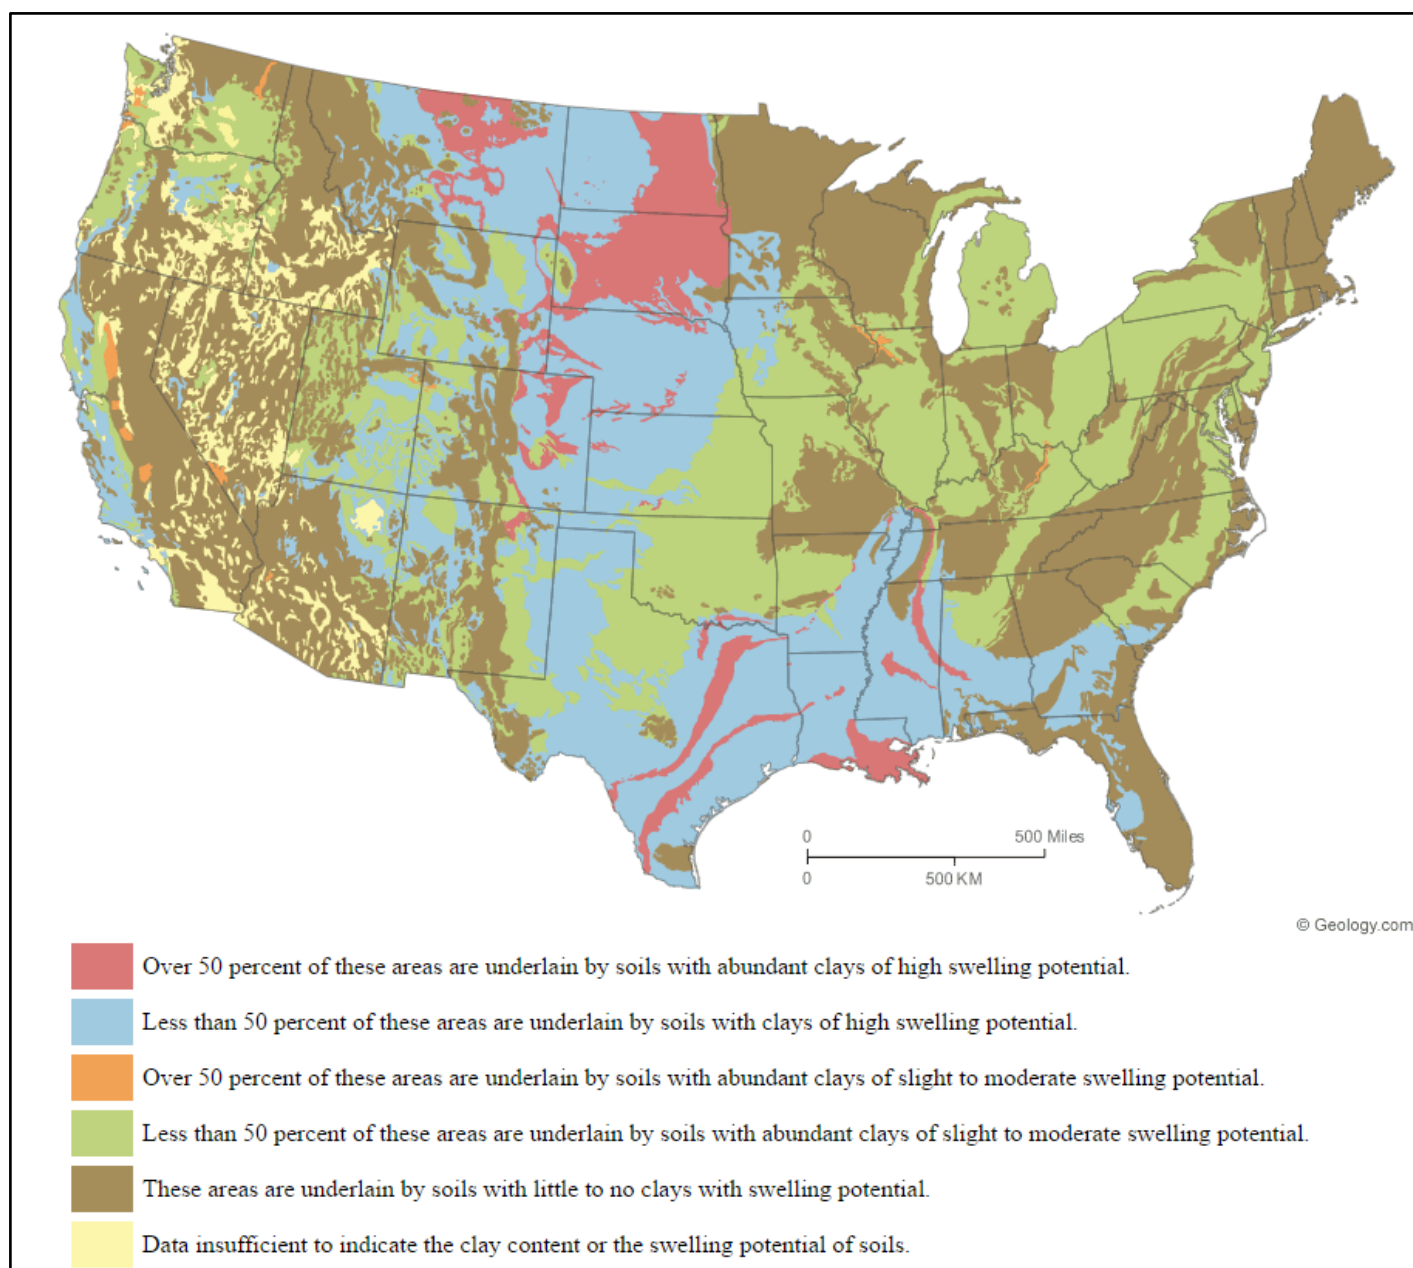 0 500 Miles
0 500 KM
© Geology.com
Over 50 percent of these areas are underlain by soils with abundant clays of high swelling potential.
Less than 50 percent of these areas are underlain by soils with clays of high swelling potential.
Over 50 percent of these areas are underlain by soils with abundant clays of slight to moderate swelling potential.
Less than 50 percent of these areas are underlain by soils with abundant clays of slight to moderate swelling potential.
These areas are underlain by soils with little to no clays with swelling potential.
Data insufficient to indicate the clay content or the swelling potential of soils.